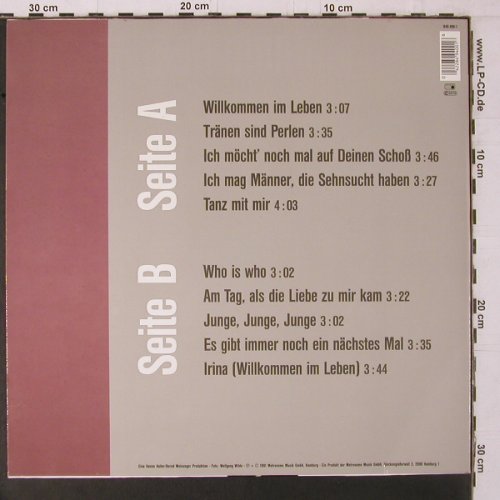 30 cm
20 cm
10 cm
www.LP-CD.de
10 cm
20 cm
30 cm
Seite A
Willkommen im Leben 3:07
Tränen sind Perlen 3:35
Ich möcht' noch mal auf Deinen Schoß 3:46
Ich mag Männer, die Sehnsucht haben 3:27
Tanz mit mir 4:03
Seite B
Who is who 3:02
Am Tag, als die Liebe zu mir kam 3:22
Junge, Junge, Junge 3:02
Es gibt immer noch ein nächstes Mal 3:35
Irina (Willkommen im Leben) 3:44